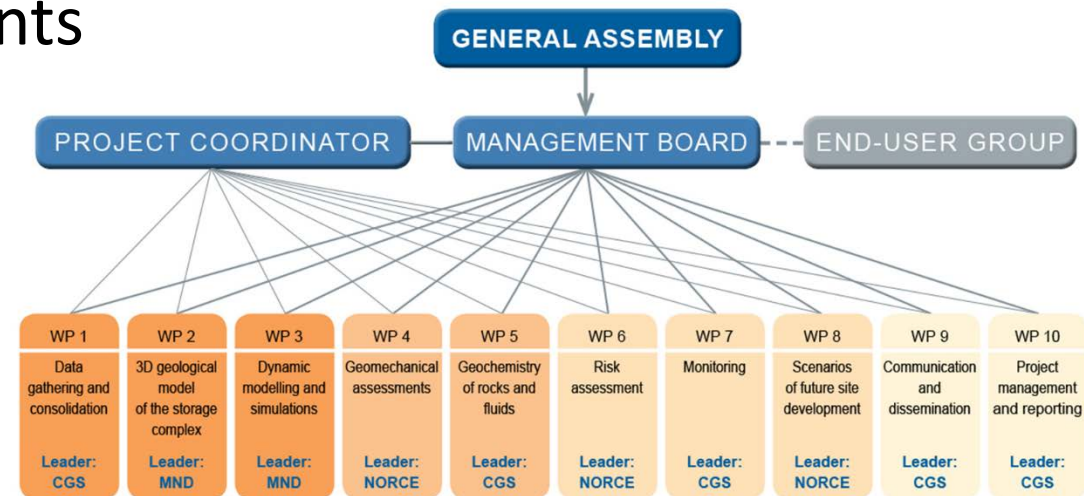 nts
GENERAL ASSEMBLY
PROJECT COORDINATOR
MANAGEMENT BOARD
END-USER GROUP
WP 1
Data
gathering and
consolidation
Leader:
CGS
WP 2
3D geological
model
of the storage
complex
Leader:
MND
WP 3
Dynamic
modelling and
simulations
Leader:
MND
WP 4
Geomechanical
assessments
Leader:
NORCE
WP 5
Geochemistry
of rocks and
fluids
Leader:
CGS
WP 6
Risk
assessment
Leader:
NORCE
WP 7
Monitoring
Leader:
CGS
WP 8
Scenarios
of future site
development
Leader:
NORCE
WP 9
Communication
and
dissemination
Leader:
CGS
WP 10
Project
management
and reporting
Leader:
CGS